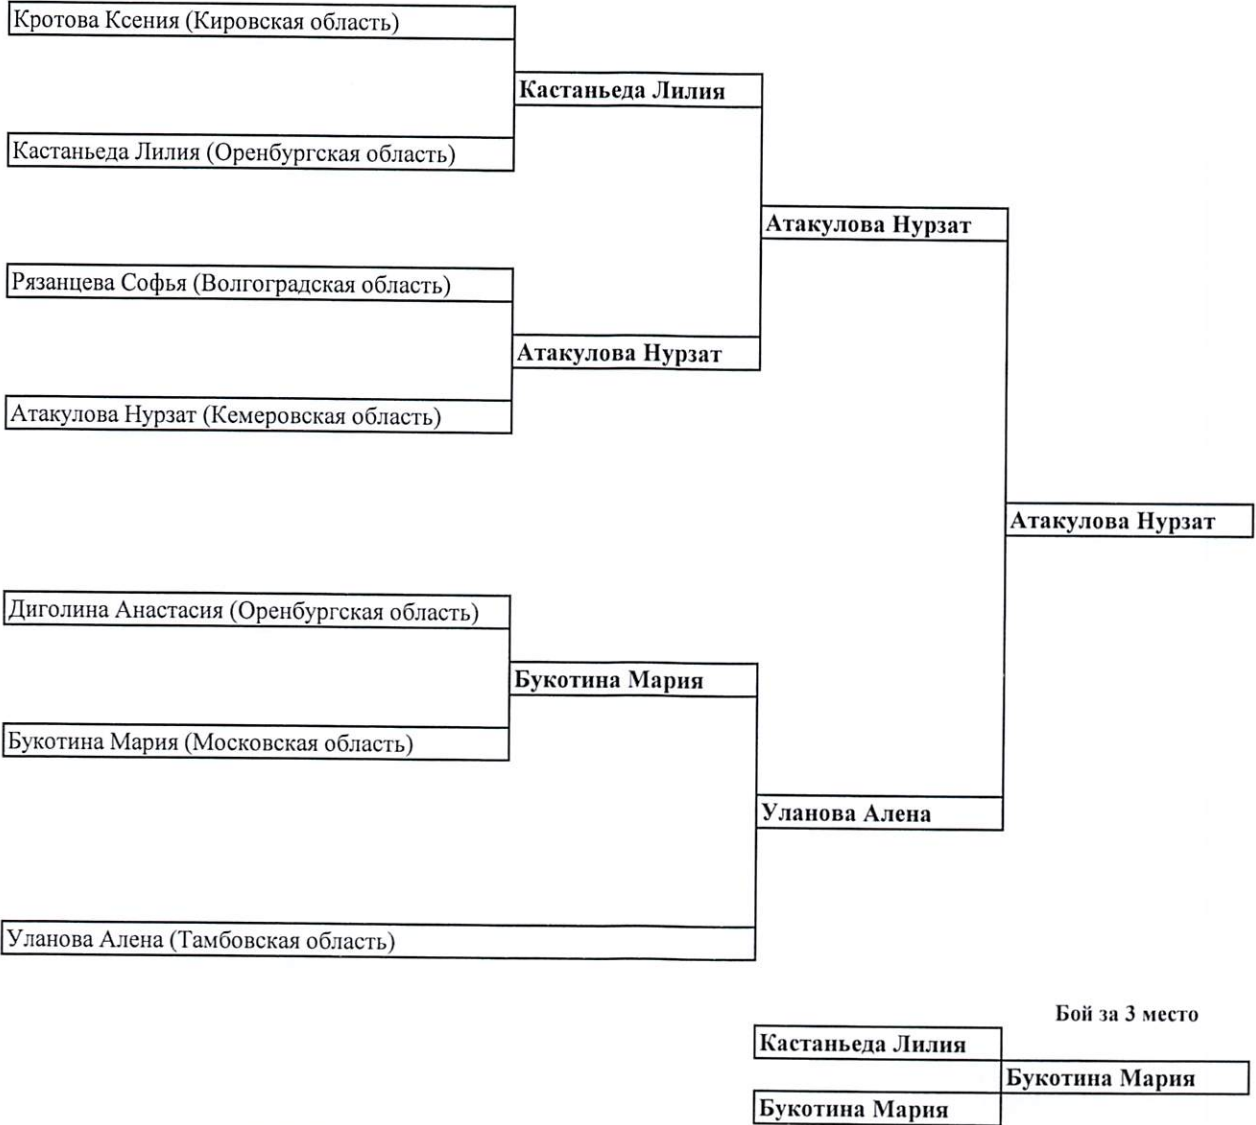 Кротова Ксения (Кировская область)
Кастаньеда Лилия
Кастаньеда Лилия (Оренбургская область)
Атакулова Нурзат
Рязанцева Софья (Волгоградская область)
Атакулова Нурзат
Атакулова Нурзат (Кемеровская область)
Атакулова Нурзат
Диголина Анастасия (Оренбургская область)
Букотина Мария
Букотина Мария (Московская область)
Уланова Алена
Уланова Алена (Тамбовская область)
Бой за 3 место
Кастаньеда Лилия
Букотина Мария
Букотина Мария